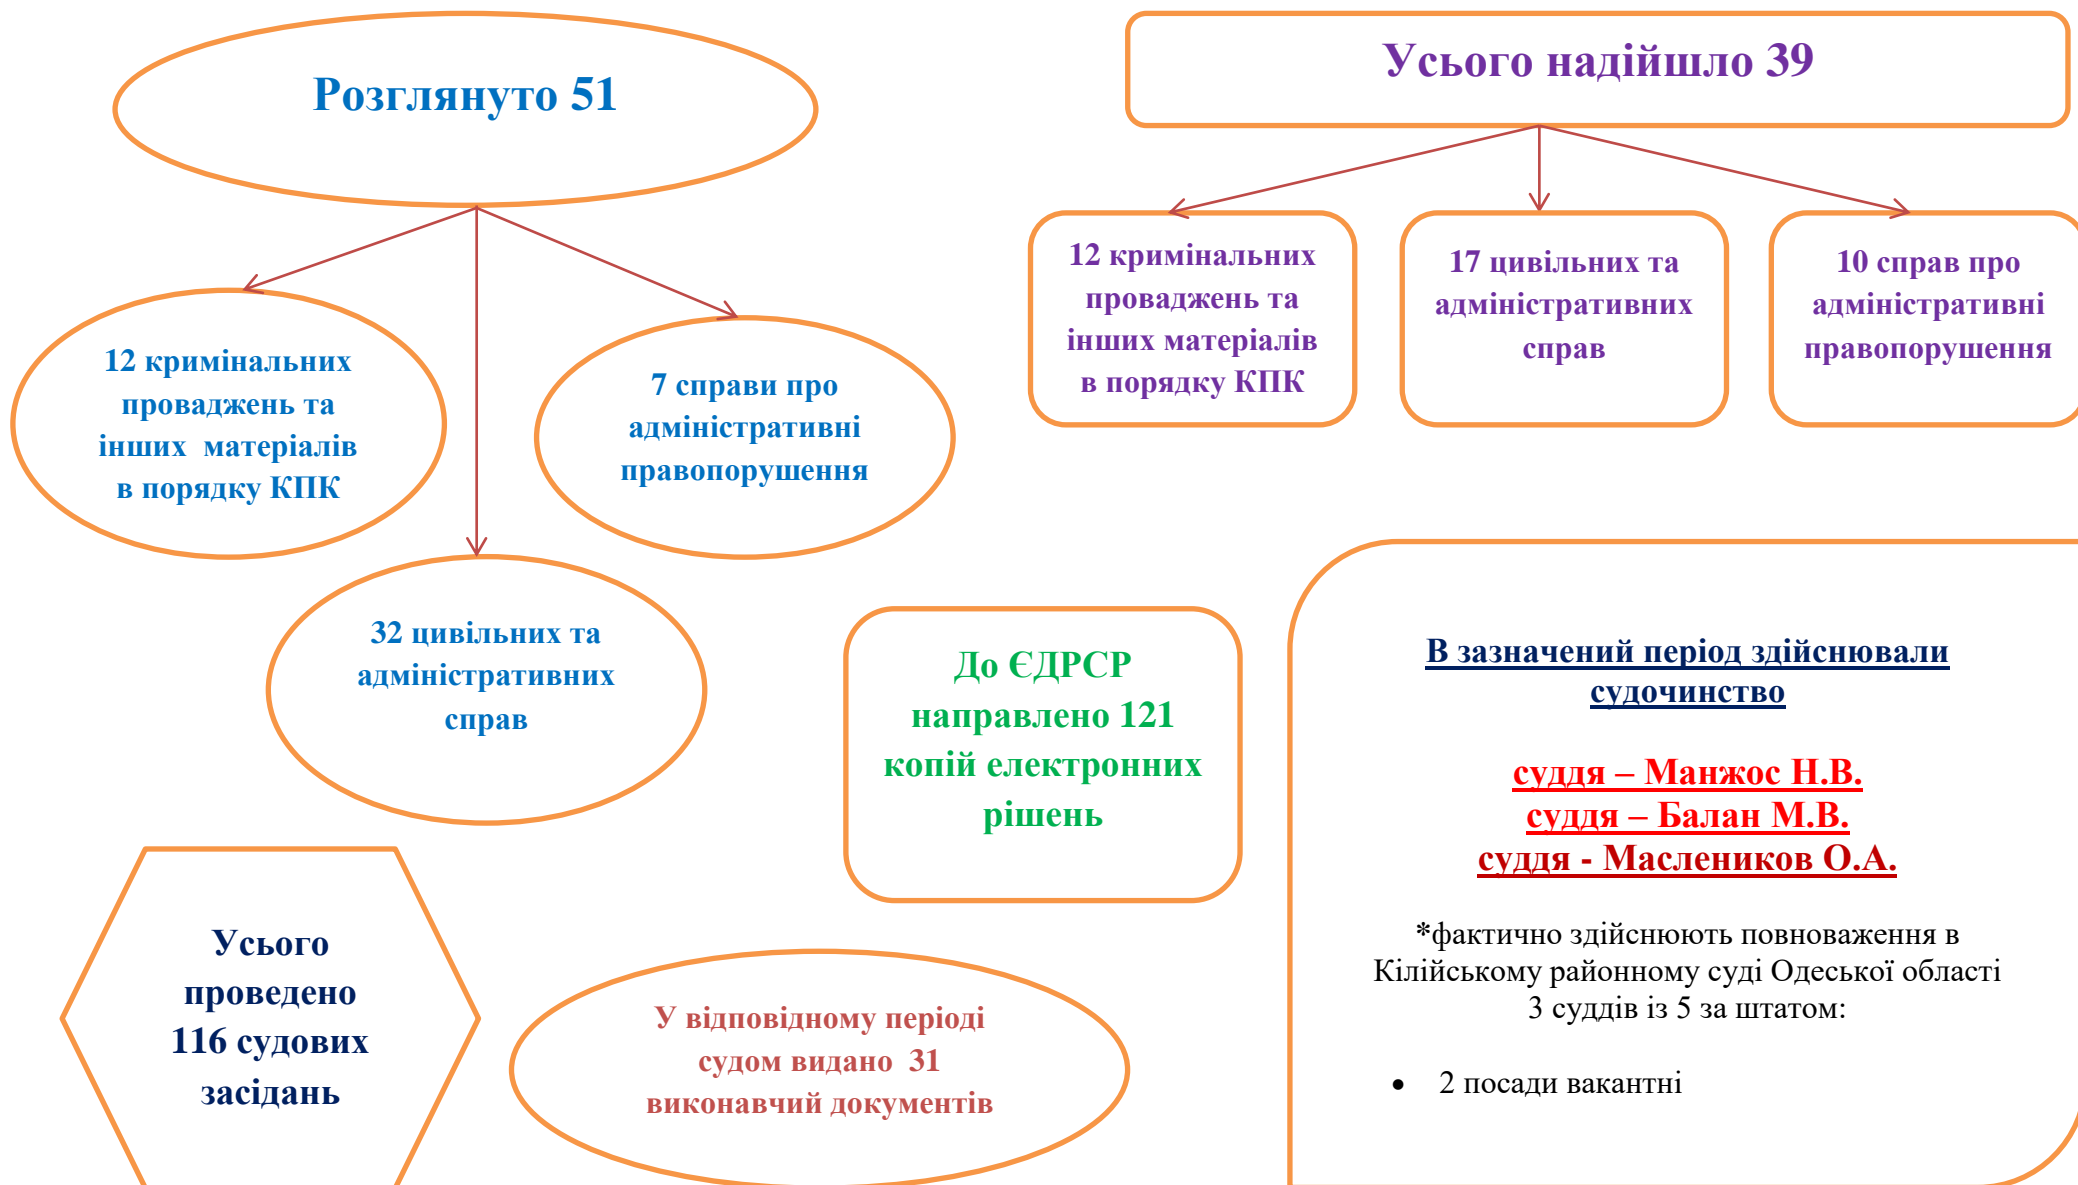 Розглянуто 51
12 кримінальних
проваджень та
інших матеріалів
в порядку КПК
7 справи про
адміністративні
правопорушення
32 цивільних та
адміністративних
справ
Усього надійшло 39
12 кримінальних
проваджень та
інших матеріалів
в порядку КПК
17 цивільних та
адміністративних
справ
10 справ про
адміністративні
правопорушення
До ЄДРСР
направлено 121
копій електронних
рішень
Усього
проведено
116 судових
засідань
У відповідному періоді
судом видано 31
виконавчий документів
В зазначений період здійснювали
судочинство
суддя – Манжос Н.В.
суддя – Балан М.В.
суддя - Маслеников О.А.
*фактично здійснюють повноваження в
Кілійському районному суді Одеської області
3 суддів із 5 за штатом:
• 2 посади вакантні